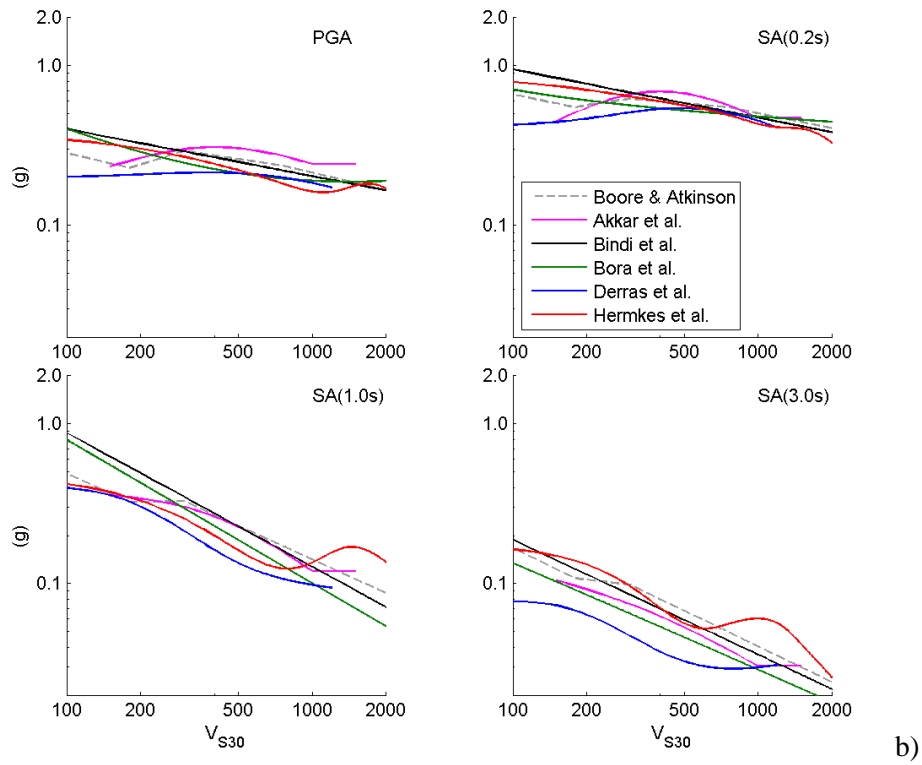 2.0
PGA
1.0
(g)
0.1
100 200 500 1000 2000
2.0
SA(0.2s)
1.0
0.1
Boore & Atkinson
Akkar et al.
Bindi et al.
Bora et al.
Derras et al.
Hermkes et al.
100 200 500 1000 2000
2.0
SA(1.0s)
1.0
(g)
0.1
100 200 500 1000 2000
VS30
2.0
SA(3.0s)
1.0
0.1
100 200 500 1000 2000
VS30
b)